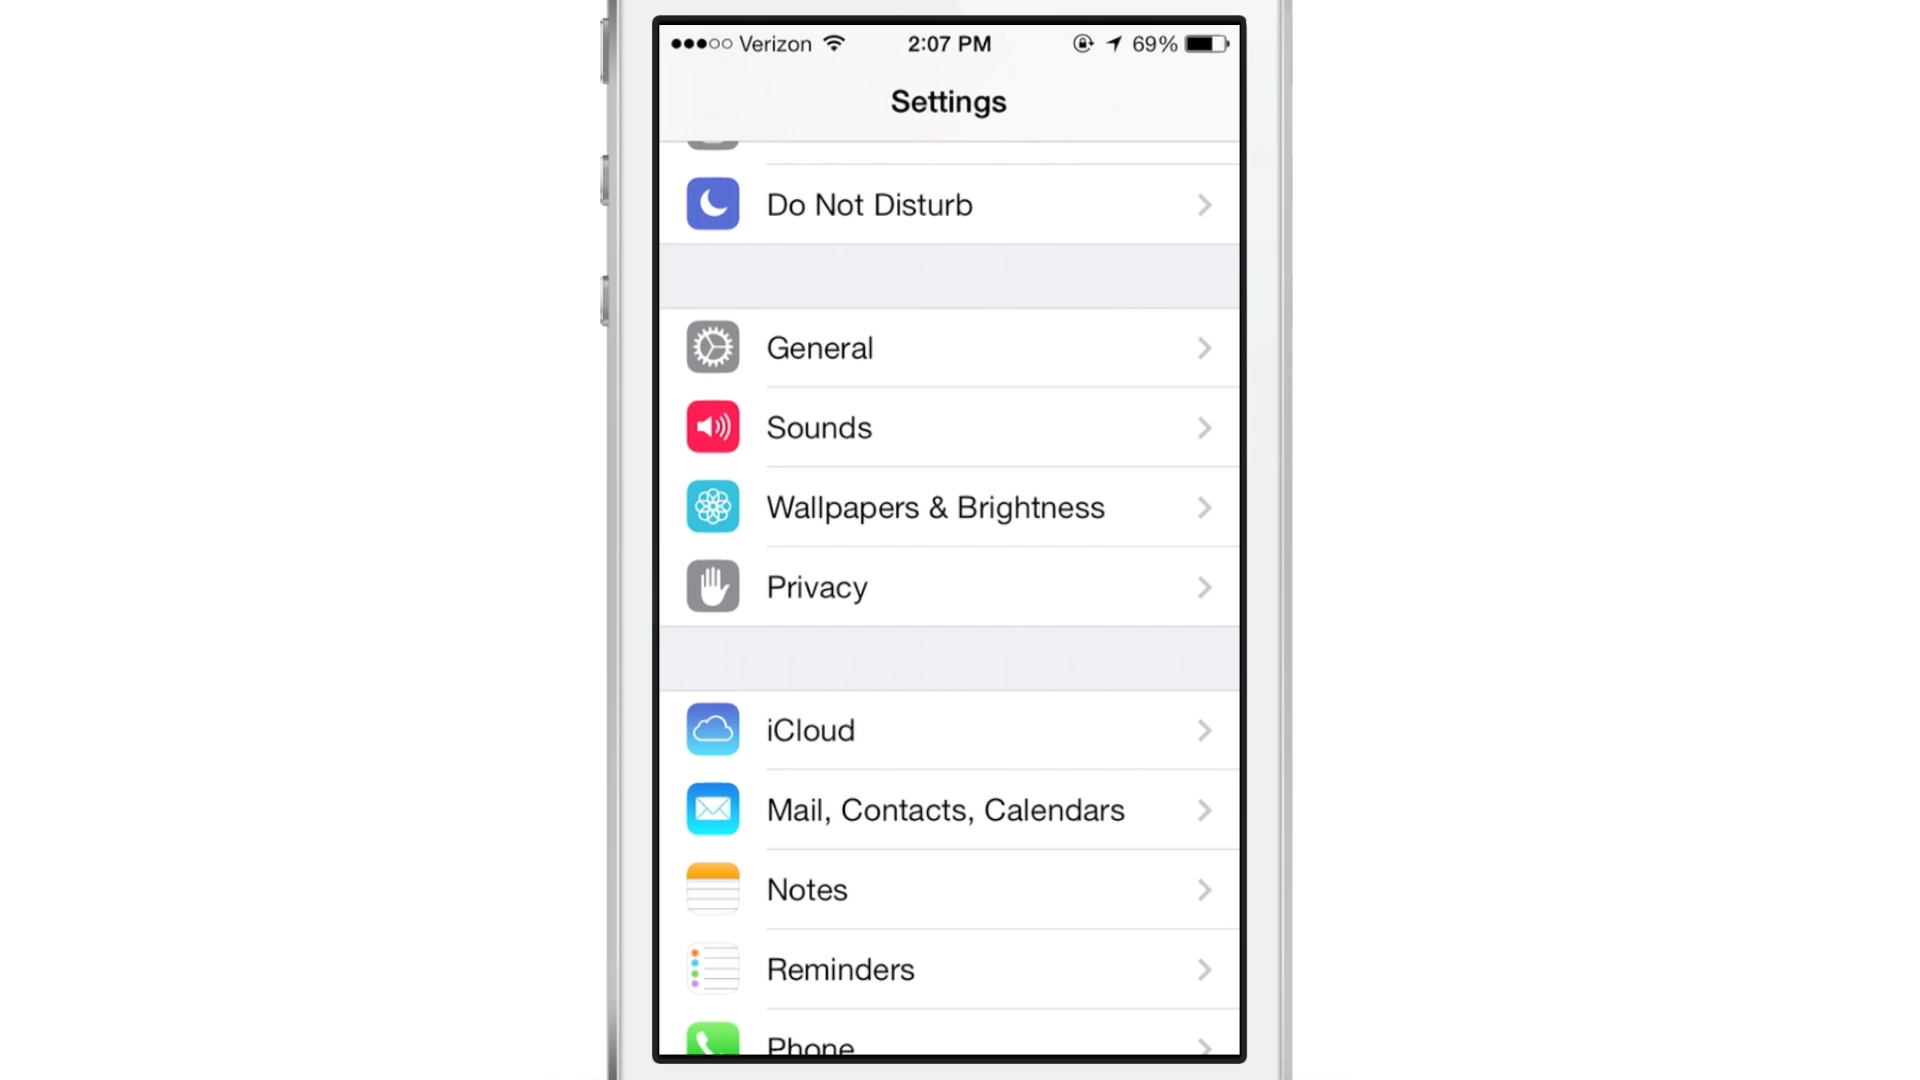 Verizon 2:07 PM 69%
Settings
Do Not Disturb
General
Sounds
Wallpapers & Brightness
Privacy
iCloud
Mail, Contacts, Calendars
Notes
Reminders
Phone